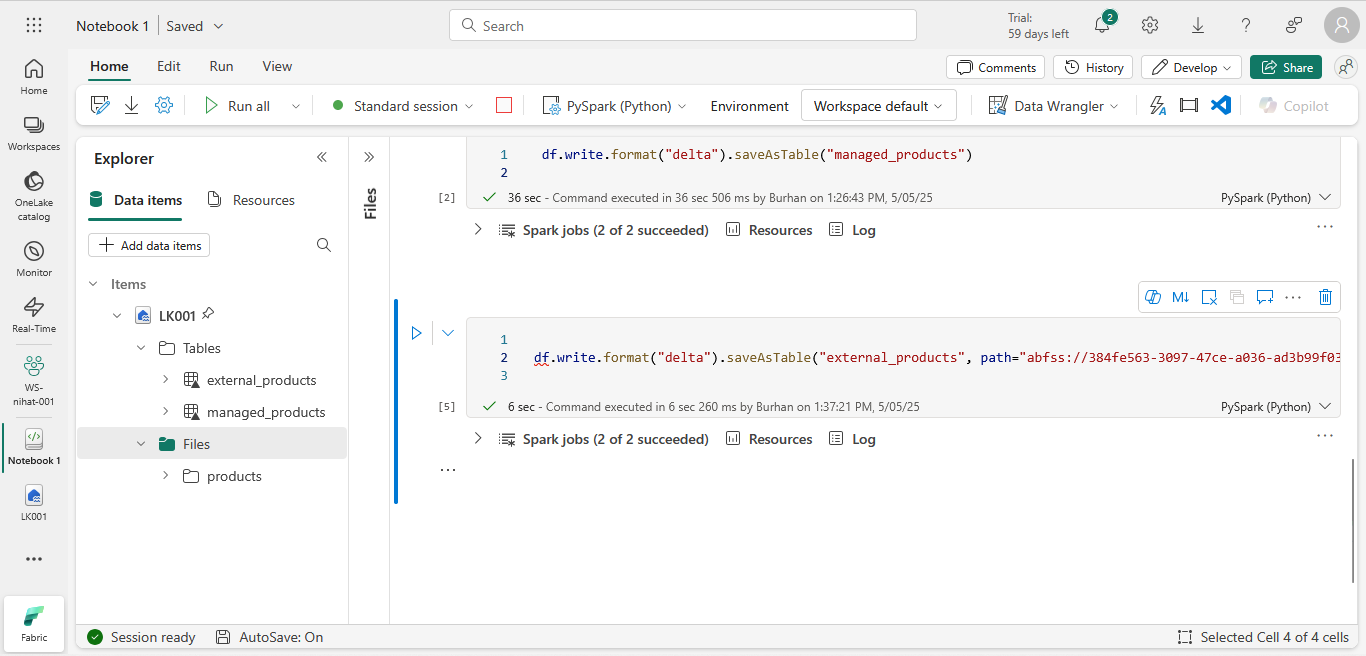 Notebook 1 Saved
Search
Trial:
59 days left
2
Home Edit Run View
Comments History Develop Share
Run all Standard session PySpark (Python) Environment Workspace default Data Wrangler Copilot
Home
Workspaces
OneLake
catalog
Monitor
Real-Time
WS-
nihat-001
Notebook 1
LK001
Fabric
Explorer
Data items Resources
Add data items
Items
LK001
Tables
external_products
managed_products
Files
products
Files
1 df.write.format("delta").saveAsTable("managed_products")
2
[2] 36 sec - Command executed in 36 sec 506 ms by Burhan on 1:26:43 PM, 5/05/25 PySpark (Python)
Spark jobs (2 of 2 succeeded) Resources Log
M↓
1
2 df.write.format("delta").saveAsTable("external_products", path="abfss://384fe563-3097-47ce-a036-ad3b99f03
3
[5] 6 sec - Command executed in 6 sec 260 ms by Burhan on 1:37:21 PM, 5/05/25 PySpark (Python)
Spark jobs (2 of 2 succeeded) Resources Log
Session ready AutoSave: On Selected Cell 4 of 4 cells